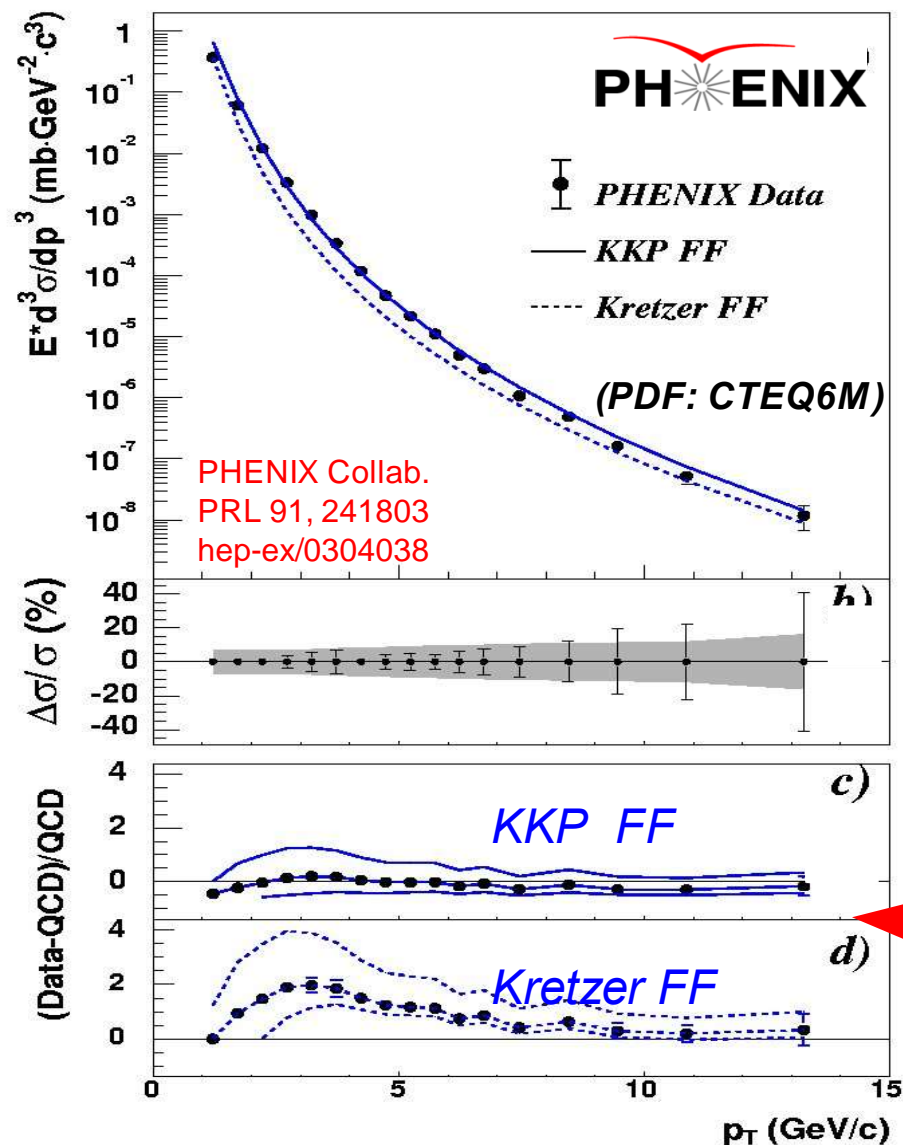 PHENIX
E*d³σ/dp³ (mb·GeV⁻²·c³)
1
10⁻¹
10⁻²
10⁻³
10⁻⁴
10⁻⁵
10⁻⁶
10⁻⁷
10⁻⁸
PHENIX Data
KKP FF
Kretzer FF
(PDF: CTEQ6M)
PHENIX Collab.
PRL 91, 241803
hep-ex/0304038
Δσ/σ (%)
40
20
0
-20
-40
b)
(Data-QCD)/QCD
4
2
0
c)
KKP FF
4
2
0
d)
Kretzer FF
0 5 10 15
p_T (GeV/c)